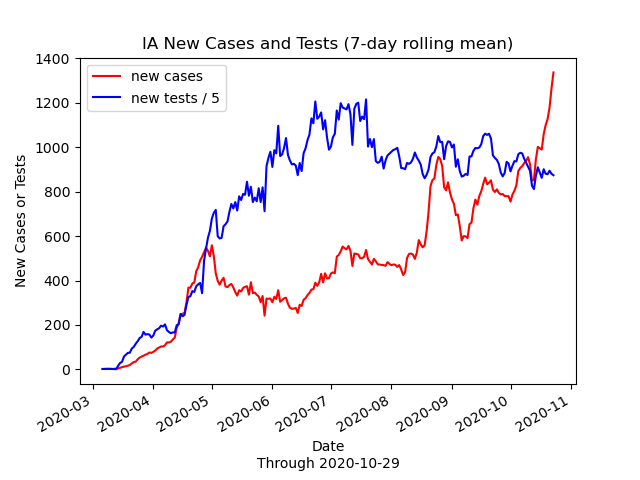 IA New Cases and Tests (7-day rolling mean)
new cases
new tests / 5
New Cases or Tests
1400
1200
1000
800
600
400
200
0
2020-03
2020-04
2020-05
2020-06
2020-07
2020-08
2020-09
2020-10
2020-11
Date
Through 2020-10-29